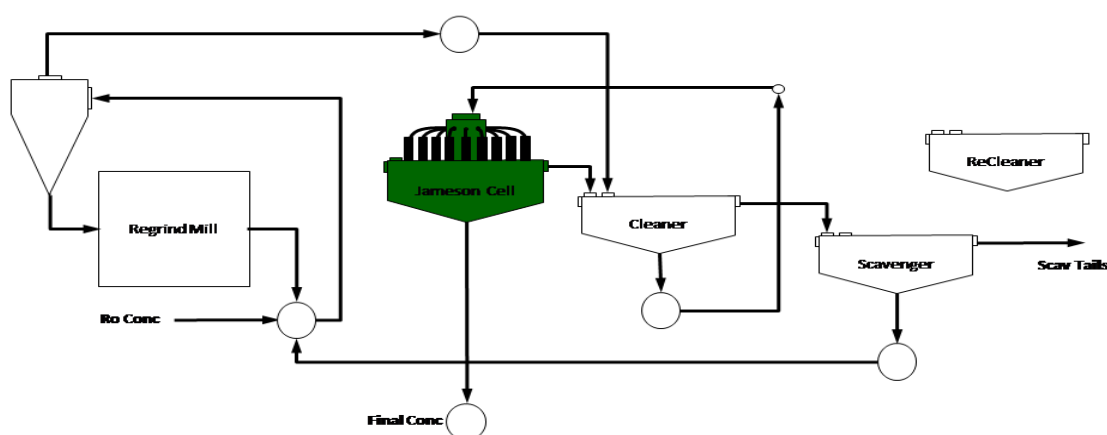 ReCleaner
Jameson Cell
Cleaner
Regrind Mill
Scavenger
Scav Tails
Ro Conc
Final Conc